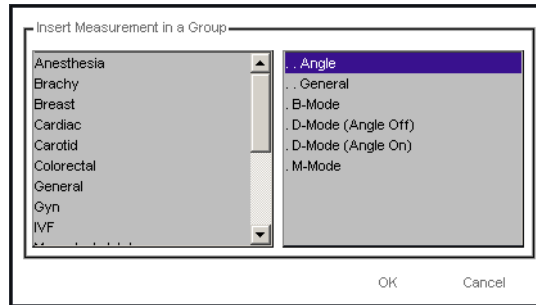 Insert Measurement in a Group
Anesthesia
Brachy
Breast
Cardiac
Carotid
Colorectal
General
Gyn
IVF
. . Angle
. . General
. B-Mode
. D-Mode (Angle Off)
. D-Mode (Angle On)
. M-Mode
OK
Cancel